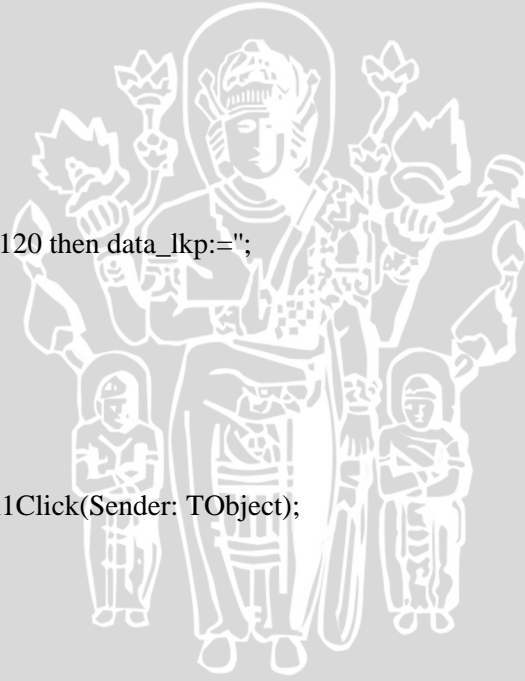 120 then data_lkp:='';
1Click(Sender: TObject);